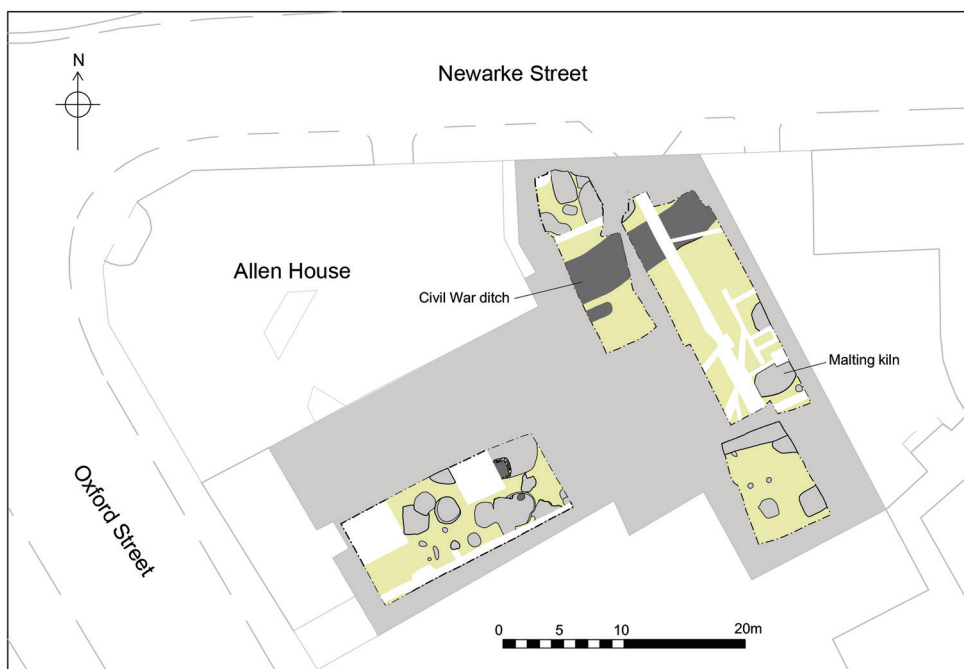 Newarke Street
N
Allen House
Civil War ditch
Malting kiln
Oxford Street
0 5 10 20m